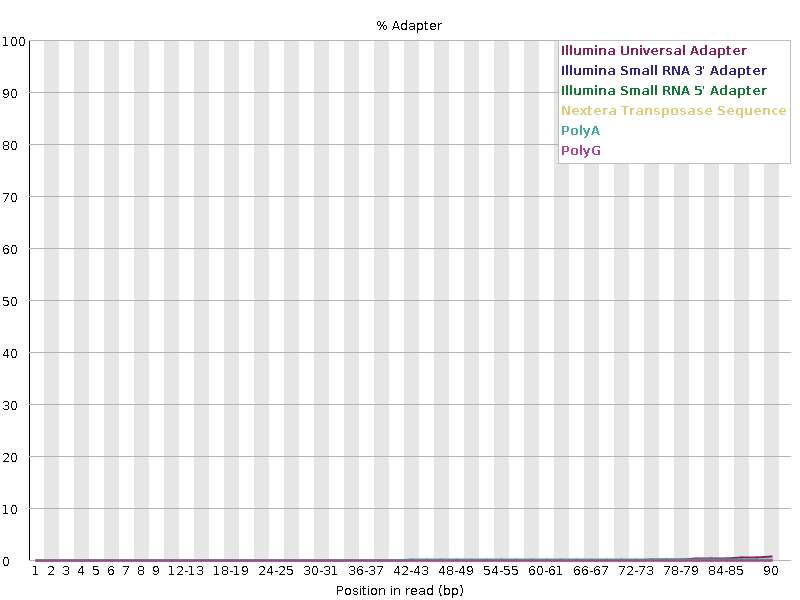 % Adapter
100
90
80
70
60
50
40
30
20
10
0
Illumina Universal Adapter
Illumina Small RNA 3' Adapter
Illumina Small RNA 5' Adapter
Nextera Transposase Sequence
PolyA
PolyG
1 2 3 4 5 6 7 8 9 12-13 18-19 24-25 30-31 36-37 42-43 48-49 54-55 60-61 66-67 72-73 78-79 84-85 90
Position in read (bp)